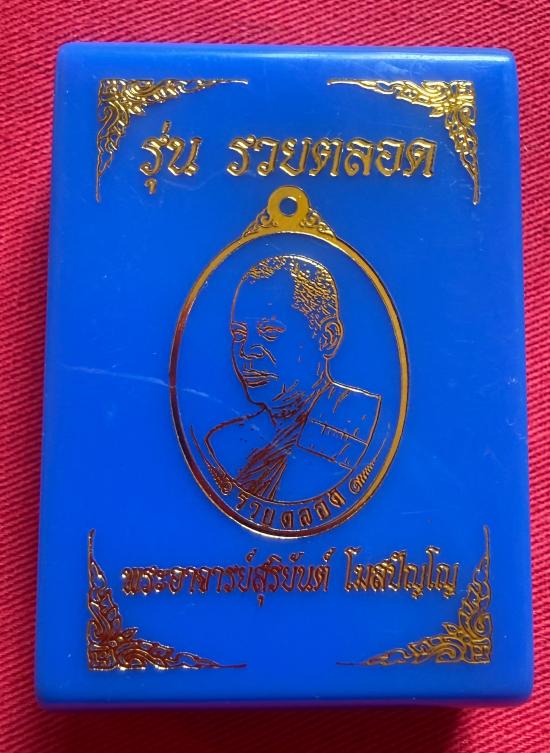 รุ่น รวยตลอด
รวยตลอด
พระอาจารย์สุริยันต์ โฆสปัญโญ